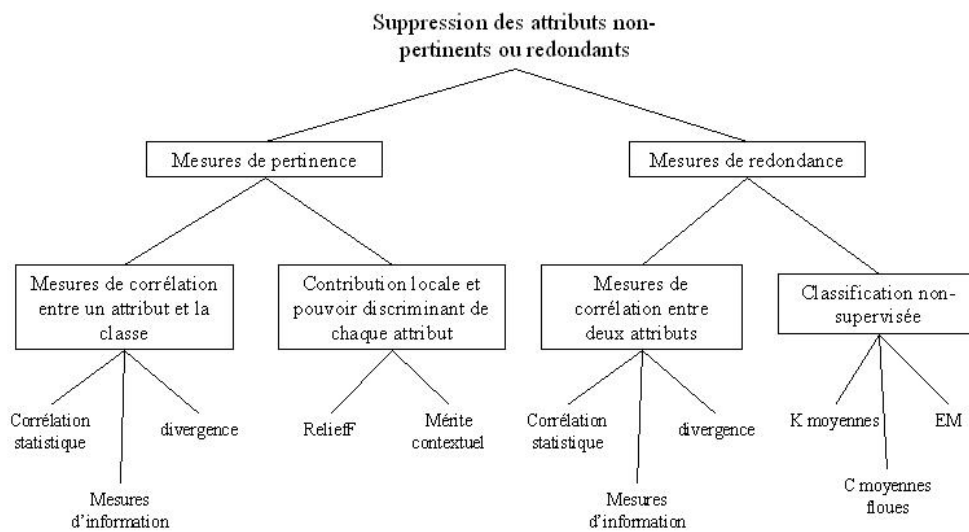 Suppression des attributs non-
pertinents ou redondants
Mesures de pertinence
Mesures de redondance
Mesures de corrélation
entre un attribut et la
classe
Contribution locale et
pouvoir discriminant de
chaque attribut
Mesures de
corrélation entre
deux attributs
Classification non-
supervisée
Corrélation
statistique
divergence
Mesures
d'information
ReliefF
Mérite
contextuel
Corrélation
statistique
divergence
Mesures
d'information
K moyennes
EM
C moyennes
floues